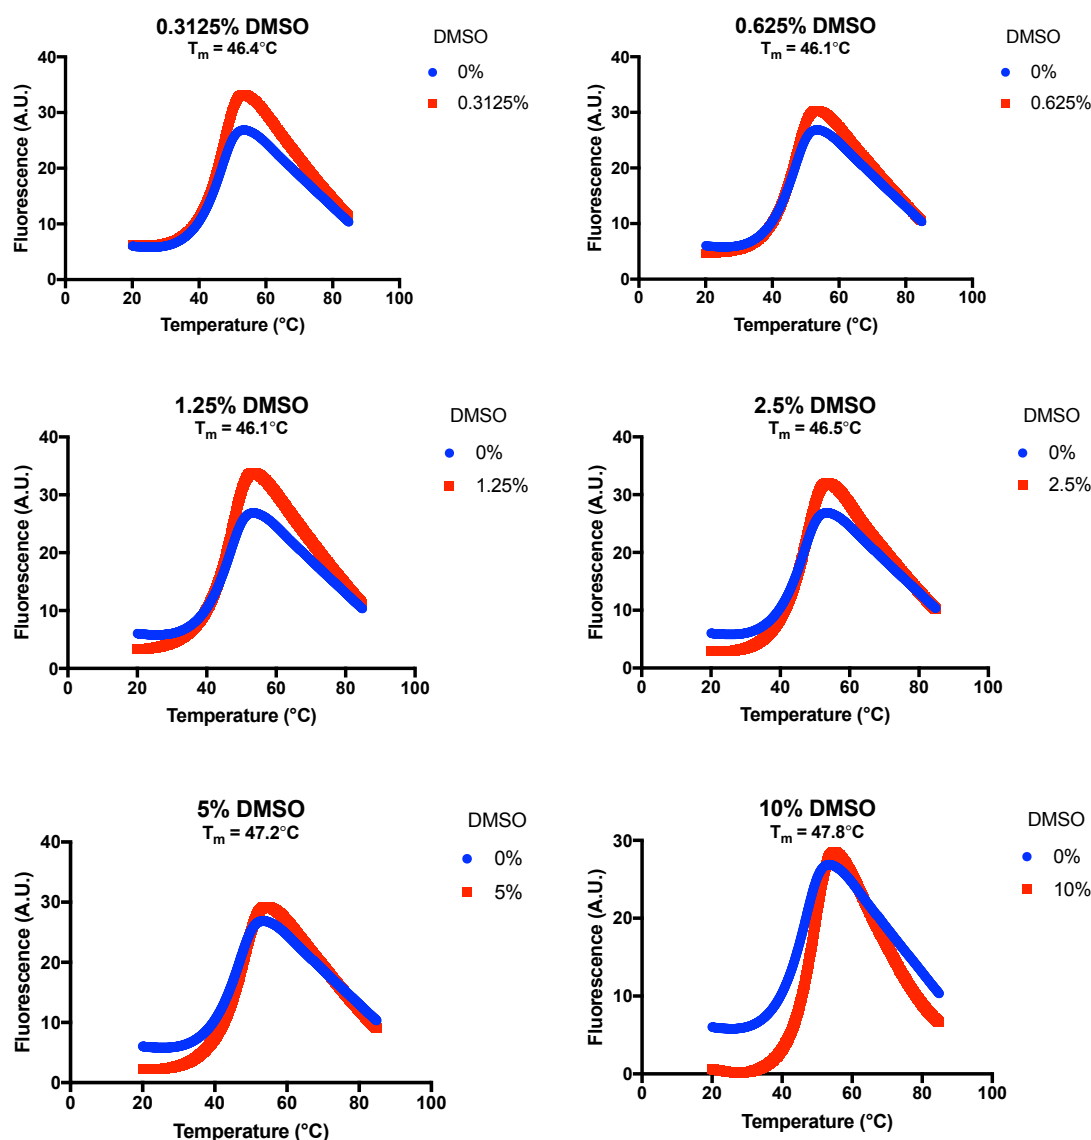 0.3125% DMSO
Tm = 46.4°C
DMSO
0%
0.3125%
40
30
20
10
0
0 20 40 60 80 100
Fluorescence (A.U.)
Temperature (°C)
0.625% DMSO
Tm = 46.1°C
DMSO
0%
0.625%
40
30
20
10
0
0 20 40 60 80 100
Fluorescence (A.U.)
Temperature (°C)
1.25% DMSO
Tm = 46.1°C
DMSO
0%
1.25%
40
30
20
10
0
0 20 40 60 80 100
Fluorescence (A.U.)
Temperature (°C)
2.5% DMSO
Tm = 46.5°C
DMSO
0%
2.5%
40
30
20
10
0
0 20 40 60 80 100
Fluorescence (A.U.)
Temperature (°C)
5% DMSO
Tm = 47.2°C
DMSO
0%
5%
40
30
20
10
0
0 20 40 60 80 100
Fluorescence (A.U.)
Temperature (°C)
10% DMSO
Tm = 47.8°C
DMSO
0%
10%
30
20
10
0
0 20 40 60 80 100
Fluorescence (A.U.)
Temperature (°C)